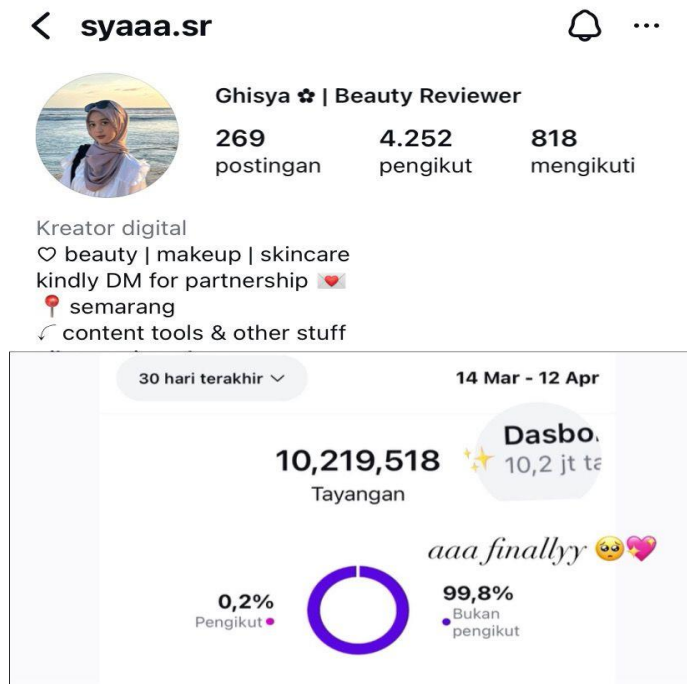 syaaa.sr
Ghisya ✿ | Beauty Reviewer
269 4.252 818
postingan pengikut mengikuti
Kreator digital
♡ beauty | makeup | skincare
kindly DM for partnership 💌
📍 semarang
⤹ content tools & other stuff
30 hari terakhir 14 Mar - 12 Apr
Dasbo
10,219,518 ✨ 10,2 jt ta
Tayangan
aaa finallyy 🥺💖
0,2% 99,8%
Pengikut Bukan
pengikut